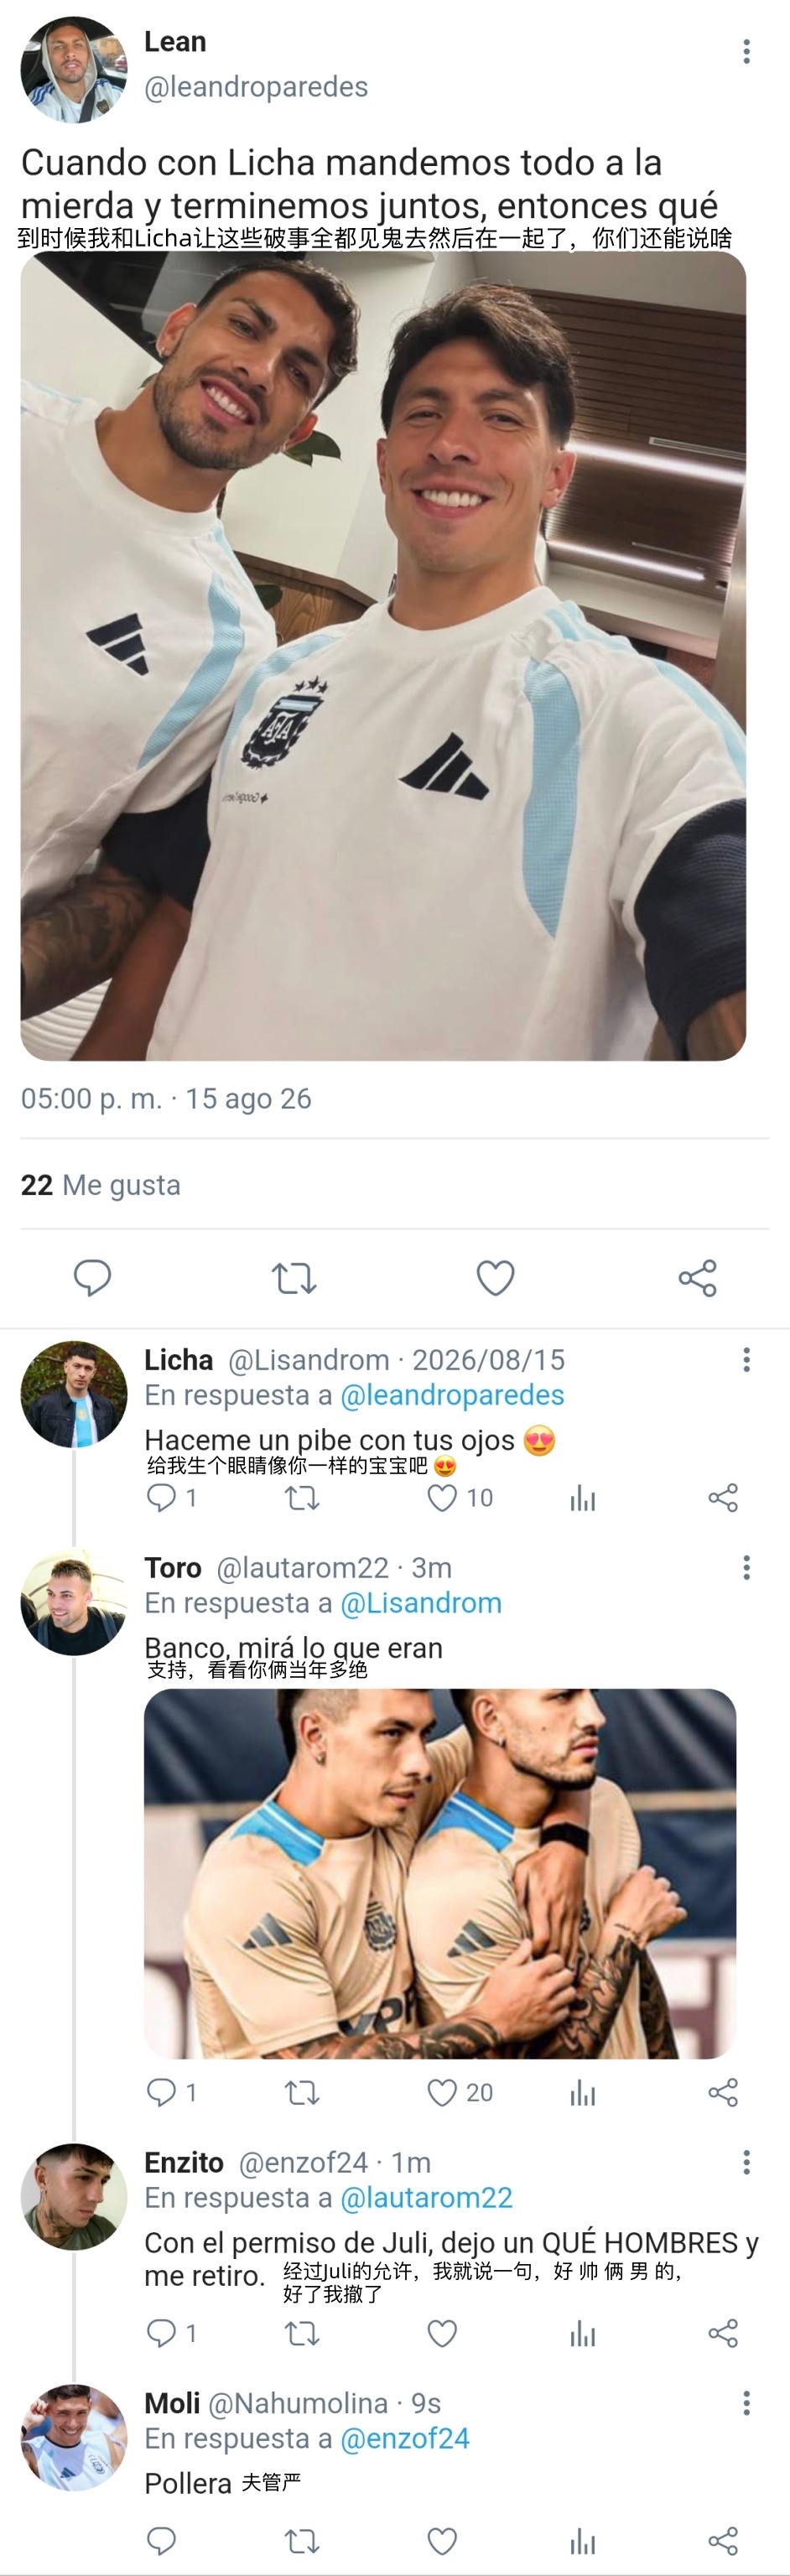 Lean
@leandroparedes
Cuando con Licha mandemos todo a la
mierda y terminemos juntos, entonces qué
到时候我和Licha让这些破事全都见鬼去然后在一起了，你们还能说啥
AFA
05:00 p. m. · 15 ago 26
22 Me gusta
Licha @Lisandrom · 2026/08/15
En respuesta a @leandroparedes
Haceme un pibe con tus ojos 😍
给我生个眼睛像你一样的宝宝吧 😍
1 10
Toro @lautarom22 · 3m
En respuesta a @Lisandrom
Banco, mirá lo que eran
支持，看看你俩当年多绝
YPF
1 20
Enzito @enzof24 · 1m
En respuesta a @lautarom22
Con el permiso de Juli, dejo un QUÉ HOMBRES y
me retiro. 经过Juli的允许，我就说一句，好 帅 俩 男 的，
好了我撤了
1
Moli @Nahumolina · 9s
En respuesta a @enzof24
Pollera 夫管严